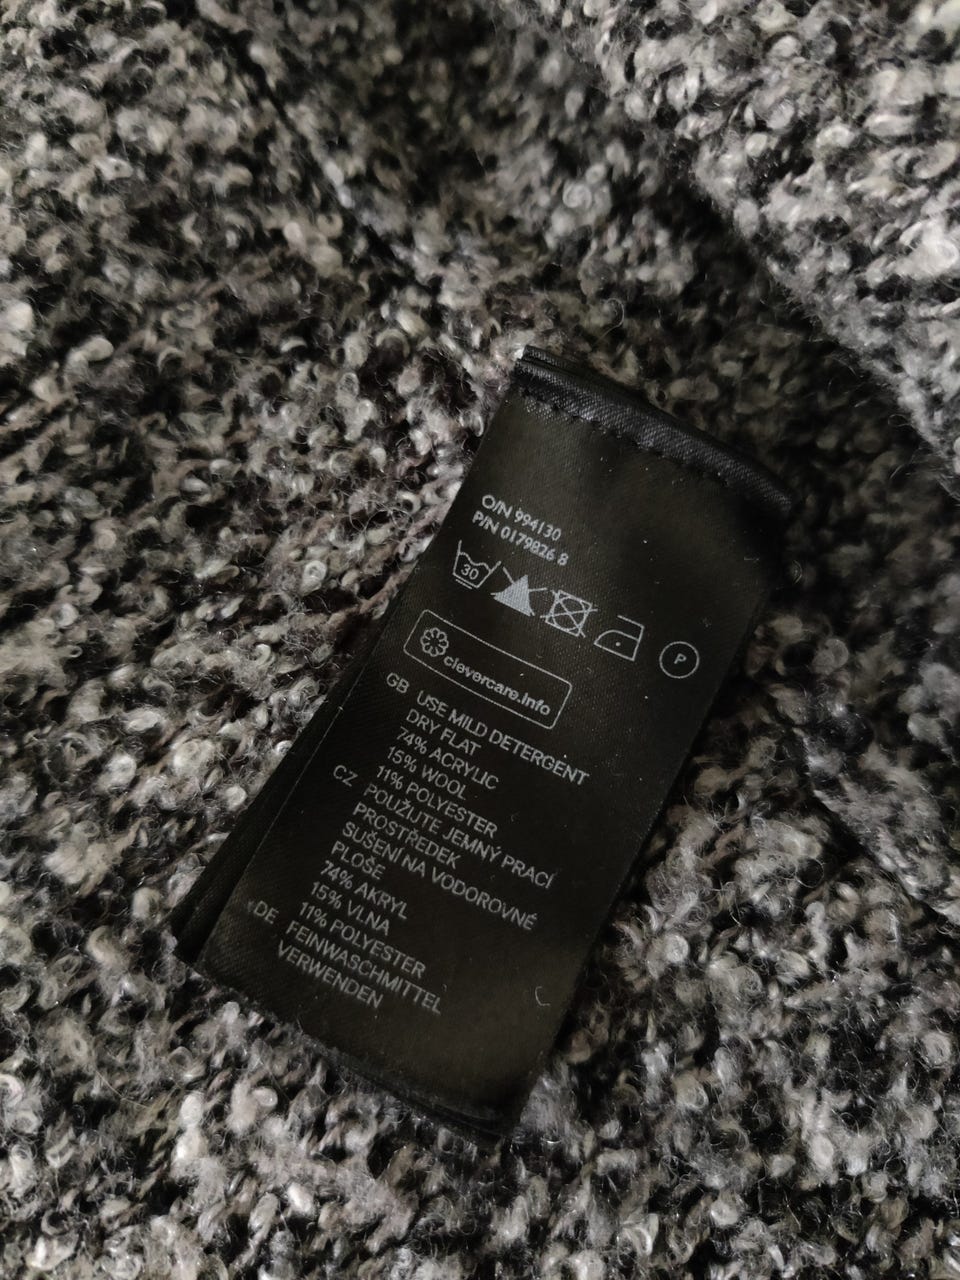 O/N 994130
P/N 0179826 8
30
P
clevercare.info
GB USE MILD DETERGENT
DRY FLAT
74% ACRYLIC
15% WOOL
11% POLYESTER
CZ POUŽIJTE JEMNÝ PRACÍ
PROSTŘEDEK
SUŠENÍ NA VODOROVNÉ
PLOŠE
74% AKRYL
15% VLNA
11% POLYESTER
DE FEINWASCHMITTEL
VERWENDEN